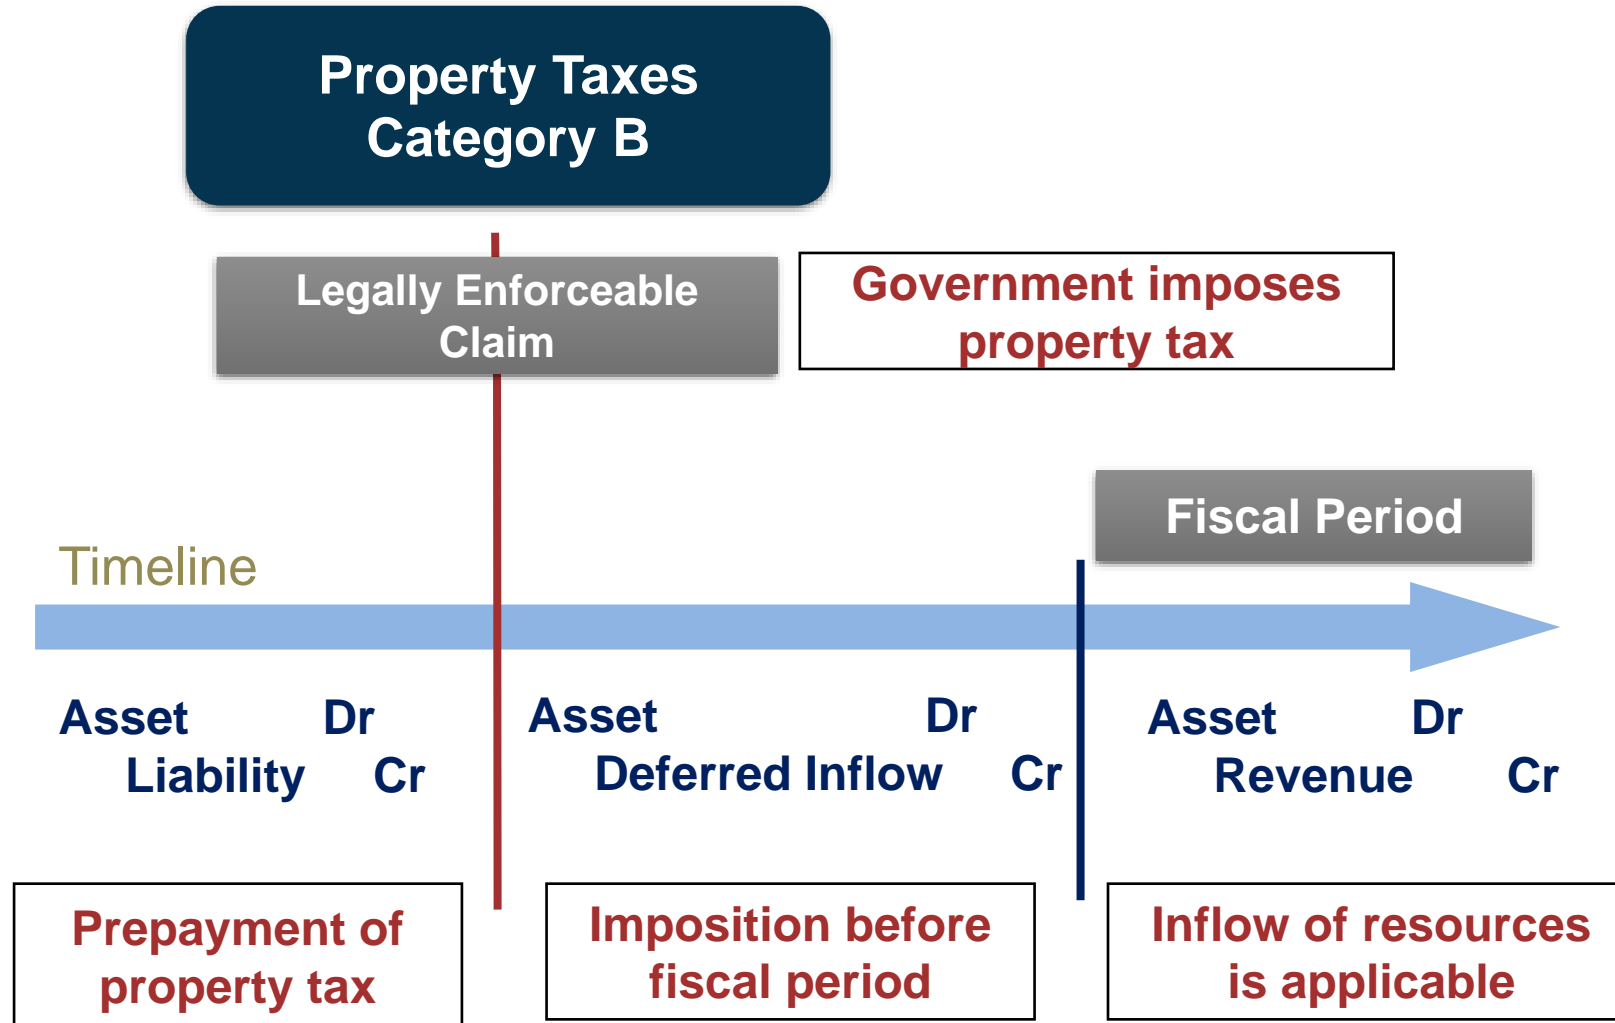 Property Taxes
Category B
Legally Enforceable
Claim
Government imposes
property tax
Fiscal Period
Timeline
Asset Dr
Liability Cr
Asset Dr
Deferred Inflow Cr
Asset Dr
Revenue Cr
Prepayment of
property tax
Imposition before
fiscal period
Inflow of resources
is applicable